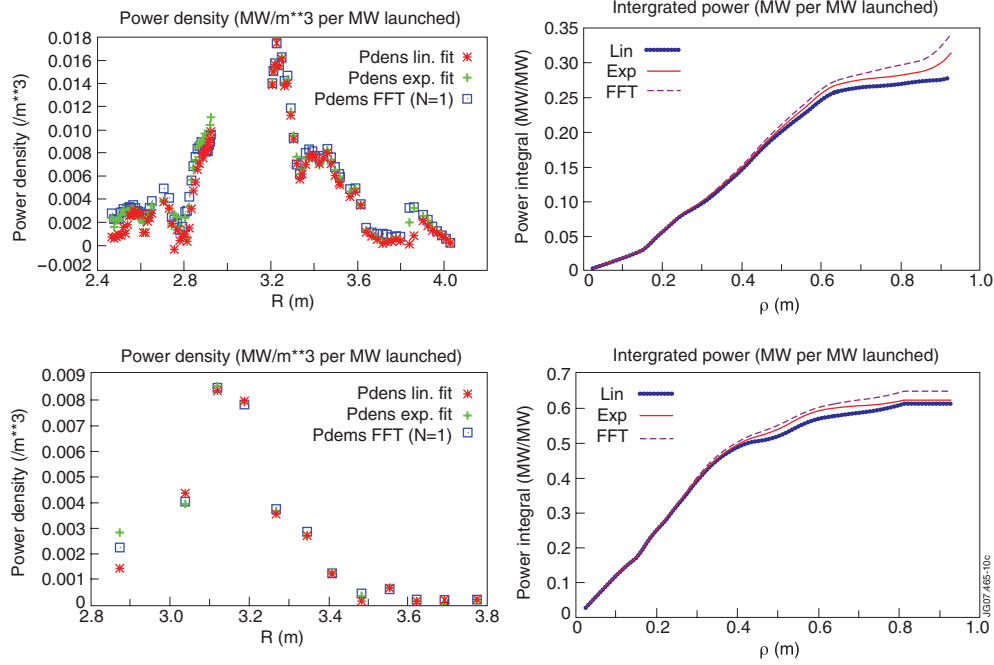 Power density (MW/m**3 per MW launched)
Power density (/m**3)
0.018
0.016
0.014
0.012
0.010
0.008
0.006
0.004
0.002
0
−0.002
Pdens lin. fit
Pdens exp. fit
Pdems FFT (N=1)
2.4 2.6 2.8 3.0 3.2 3.4 3.6 3.8 4.0
R (m)
Intergrated power (MW per MW launched)
Power integral (MW/MW)
0.35
0.30
0.25
0.20
0.15
0.10
0.05
0.00
Lin
Exp
FFT
0 0.2 0.4 0.6 0.8 1.0
ρ (m)
Power density (MW/m**3 per MW launched)
Power density (/m**3)
0.009
0.008
0.007
0.006
0.005
0.004
0.003
0.002
0.001
0
Pdens lin. fit
Pdens exp. fit
Pdems FFT (N=1)
2.8 3.0 3.2 3.4 3.6 3.8
R (m)
Intergrated power (MW per MW launched)
Power integral (MW/MW)
0.7
0.6
0.5
0.4
0.3
0.2
0.1
0
Lin
Exp
FFT
0 0.2 0.4 0.6 0.8 1.0
ρ (m)
JG07.465-10c